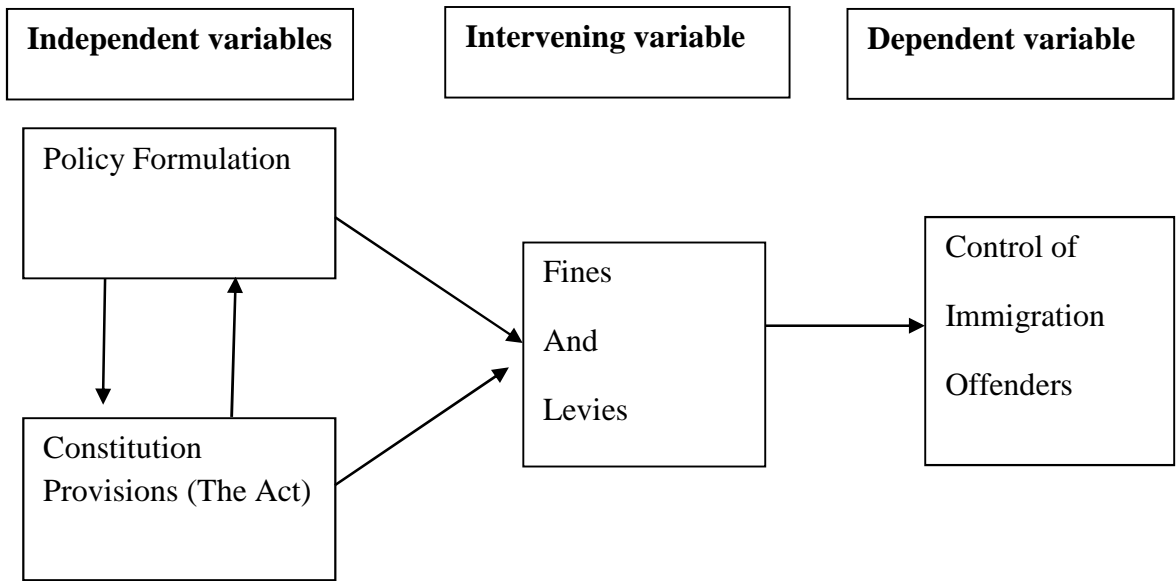 Independent variables
Intervening variable
Dependent variable
Policy Formulation
Constitution
Provisions (The Act)
Fines
And
Levies
Control of
Immigration
Offenders